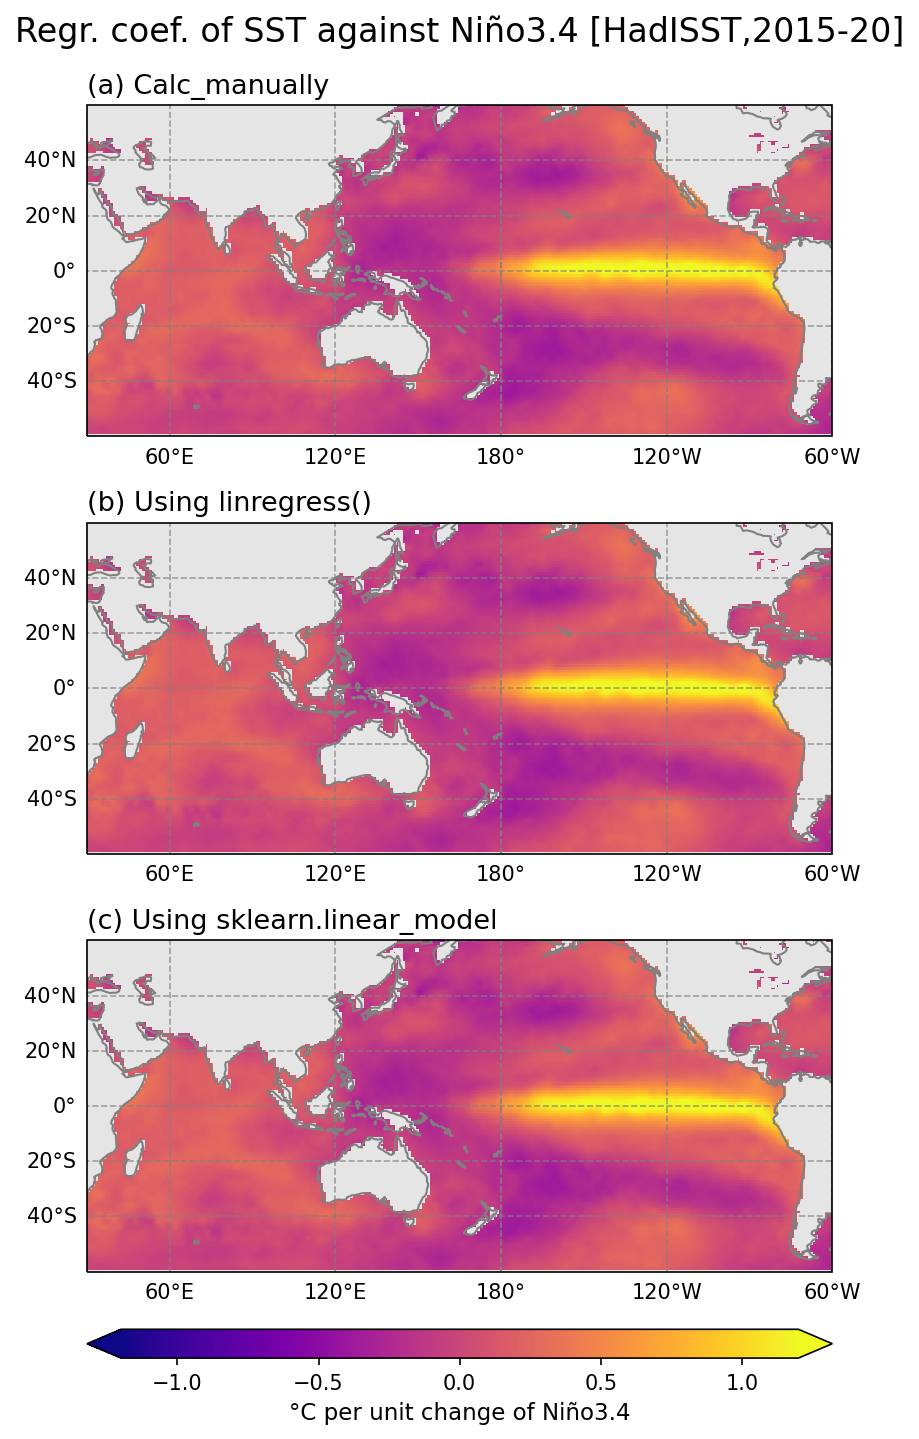 Regr. coef. of SST against Niño3.4 [HadISST,2015-20]
(a) Calc_manually
40°N
20°N
0°
20°S
40°S
60°E 120°E 180° 120°W 60°W
(b) Using linregress()
40°N
20°N
0°
20°S
40°S
60°E 120°E 180° 120°W 60°W
(c) Using sklearn.linear_model
40°N
20°N
0°
20°S
40°S
60°E 120°E 180° 120°W 60°W
−1.0 −0.5 0.0 0.5 1.0
°C per unit change of Niño3.4